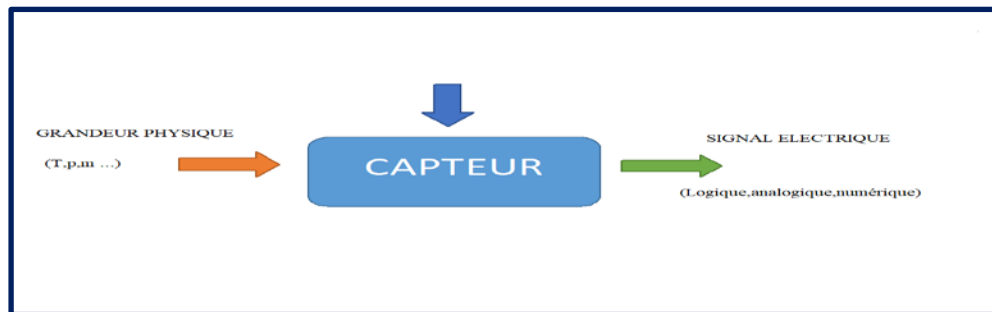 GRANDEUR PHYSIQUE
(T,p,m ...)
CAPTEUR
SIGNAL ELECTRIQUE
(Logique,analogique,numérique)